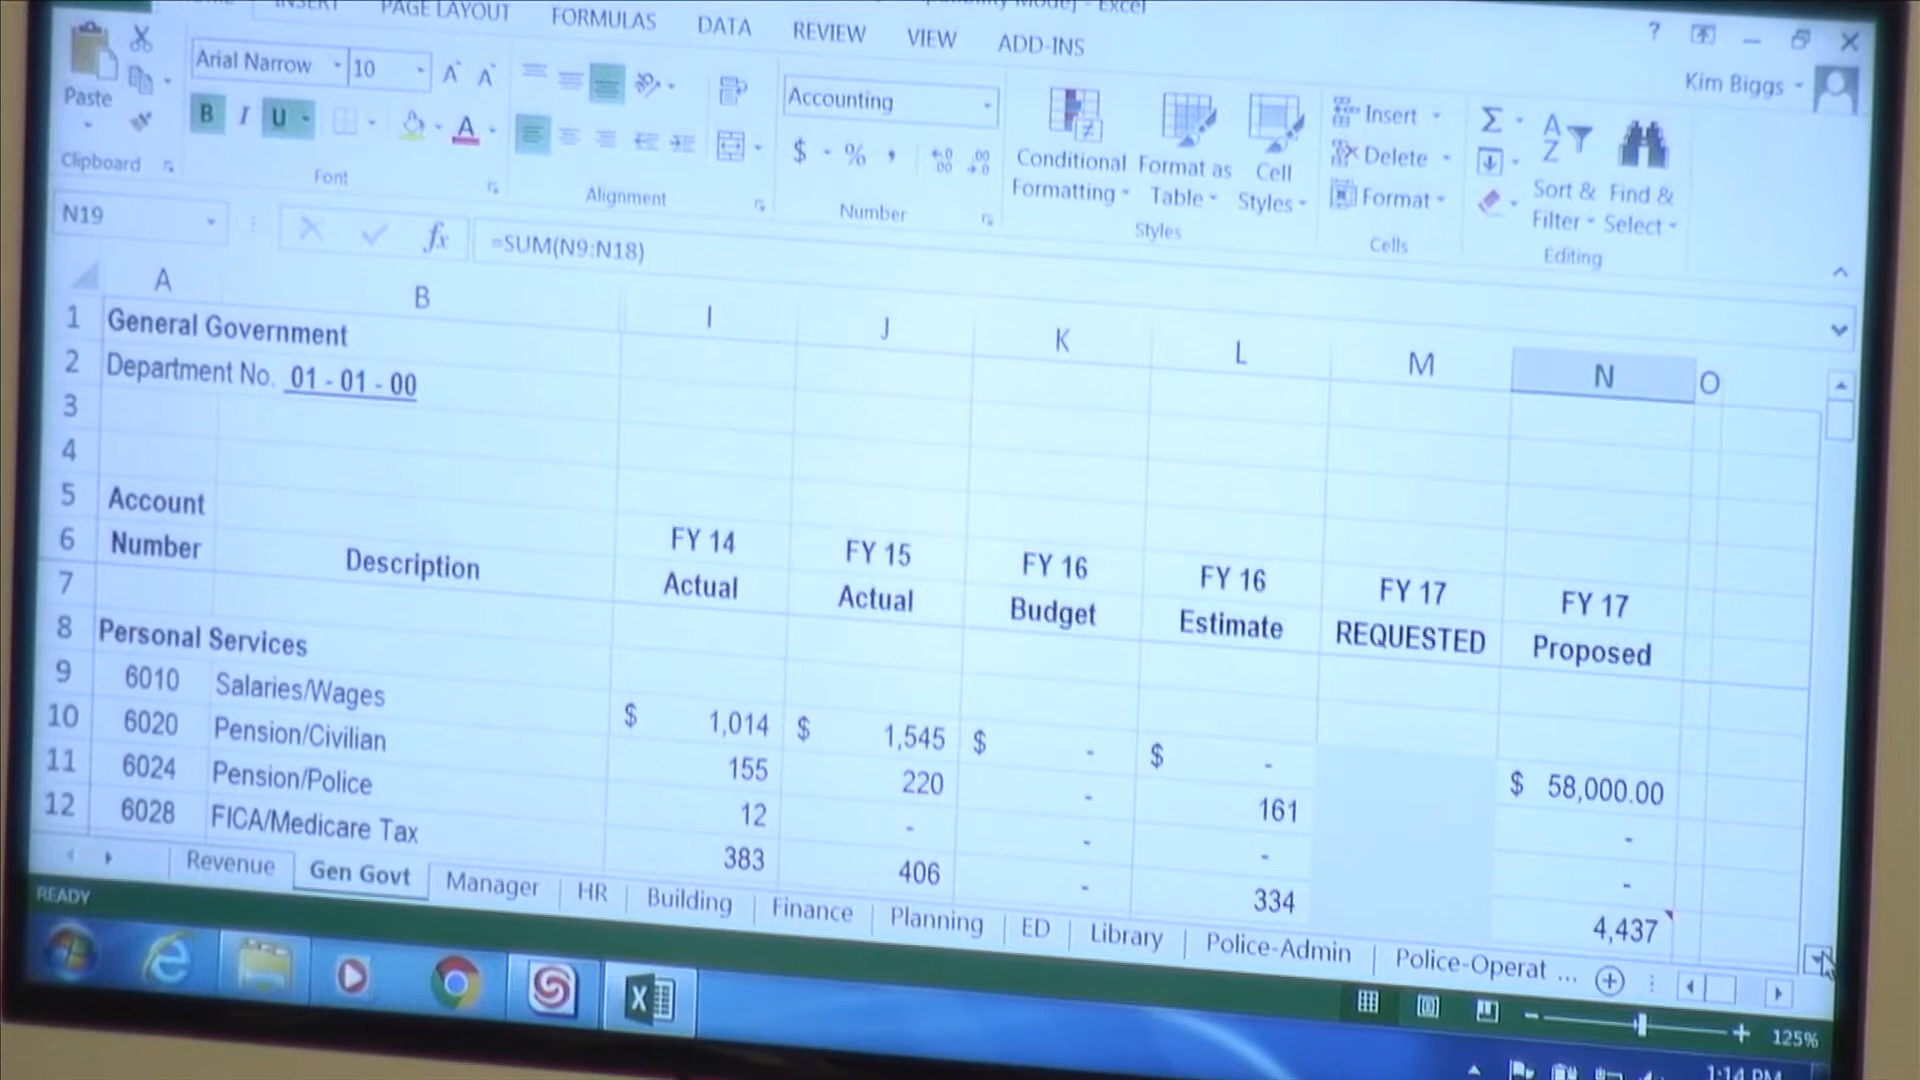 INSERT PAGE LAYOUT FORMULAS DATA REVIEW VIEW ADD-INS
Excel
? 
Kim Biggs
Paste
Clipboard
Arial Narrow 10
B I U
Font
Alignment
Accounting
$ % ,
Number
Conditional Formatting
Format as Table
Cell Styles
Styles
Insert
Delete
Format
Cells
Sort & Filter
Find & Select
Editing
N19 fx =SUM(N9:N18)
A B I J K L M N O
1 General Government
2 Department No. 01 - 01 - 00
3
4
5 Account
6 Number Description FY 14 FY 15 FY 16 FY 16 FY 17 FY 17
7 Actual Actual Budget Estimate REQUESTED Proposed
8 Personal Services
9 6010 Salaries/Wages $ 1,014 $ 1,545 $ - $ - $ 58,000.00
10 6020 Pension/Civilian 155 220 - 161 -
11 6024 Pension/Police 12 - - - -
12 6028 FICA/Medicare Tax 383 406 - 334 4,437
Revenue Gen Govt Manager HR Building Finance Planning ED Library Police-Admin Police-Operat ...
READY
125%
1:14 PM